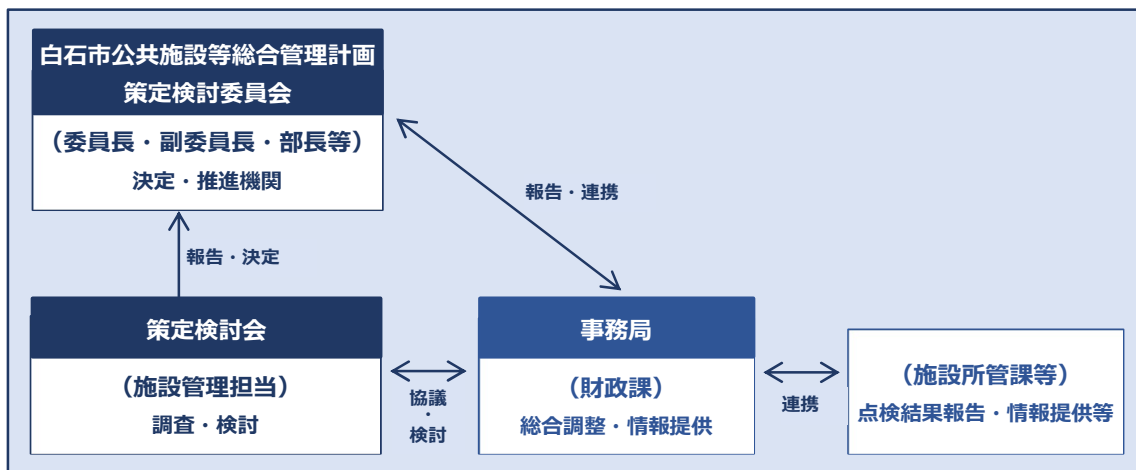 白石市公共施設等総合管理計画
策定検討委員会
（委員長・副委員長・部長等）
決定・推進機関
報告・連携
報告・決定
策定検討会
（施設管理担当）
調査・検討
協議
・
検討
事務局
（財政課）
総合調整・情報提供
連携
（施設所管課等）
点検結果報告・情報提供等